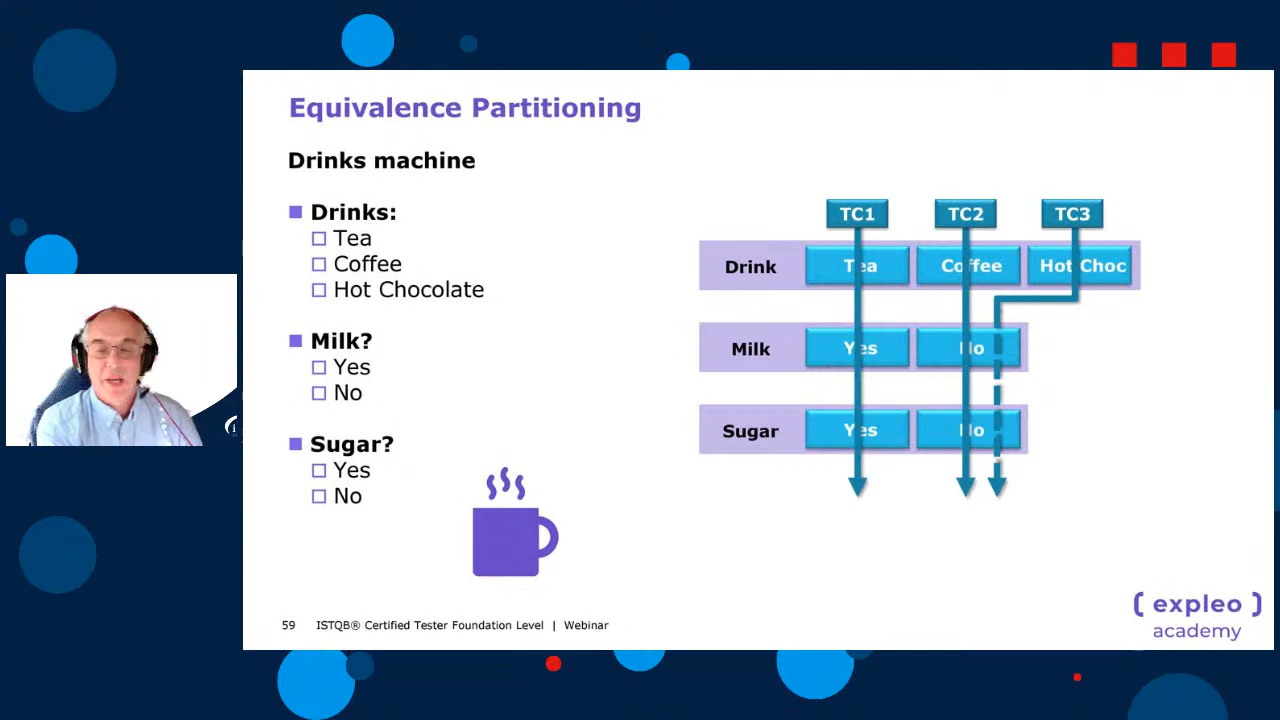 Equivalence Partitioning
Drinks machine
Drinks:
Tea
Coffee
Hot Chocolate
Milk?
Yes
No
Sugar?
Yes
No
TC1 TC2 TC3
Drink Tea Coffee Hot Choc
Milk Yes No
Sugar Yes No
59 ISTQB® Certified Tester Foundation Level | Webinar
{ expleo }
academy